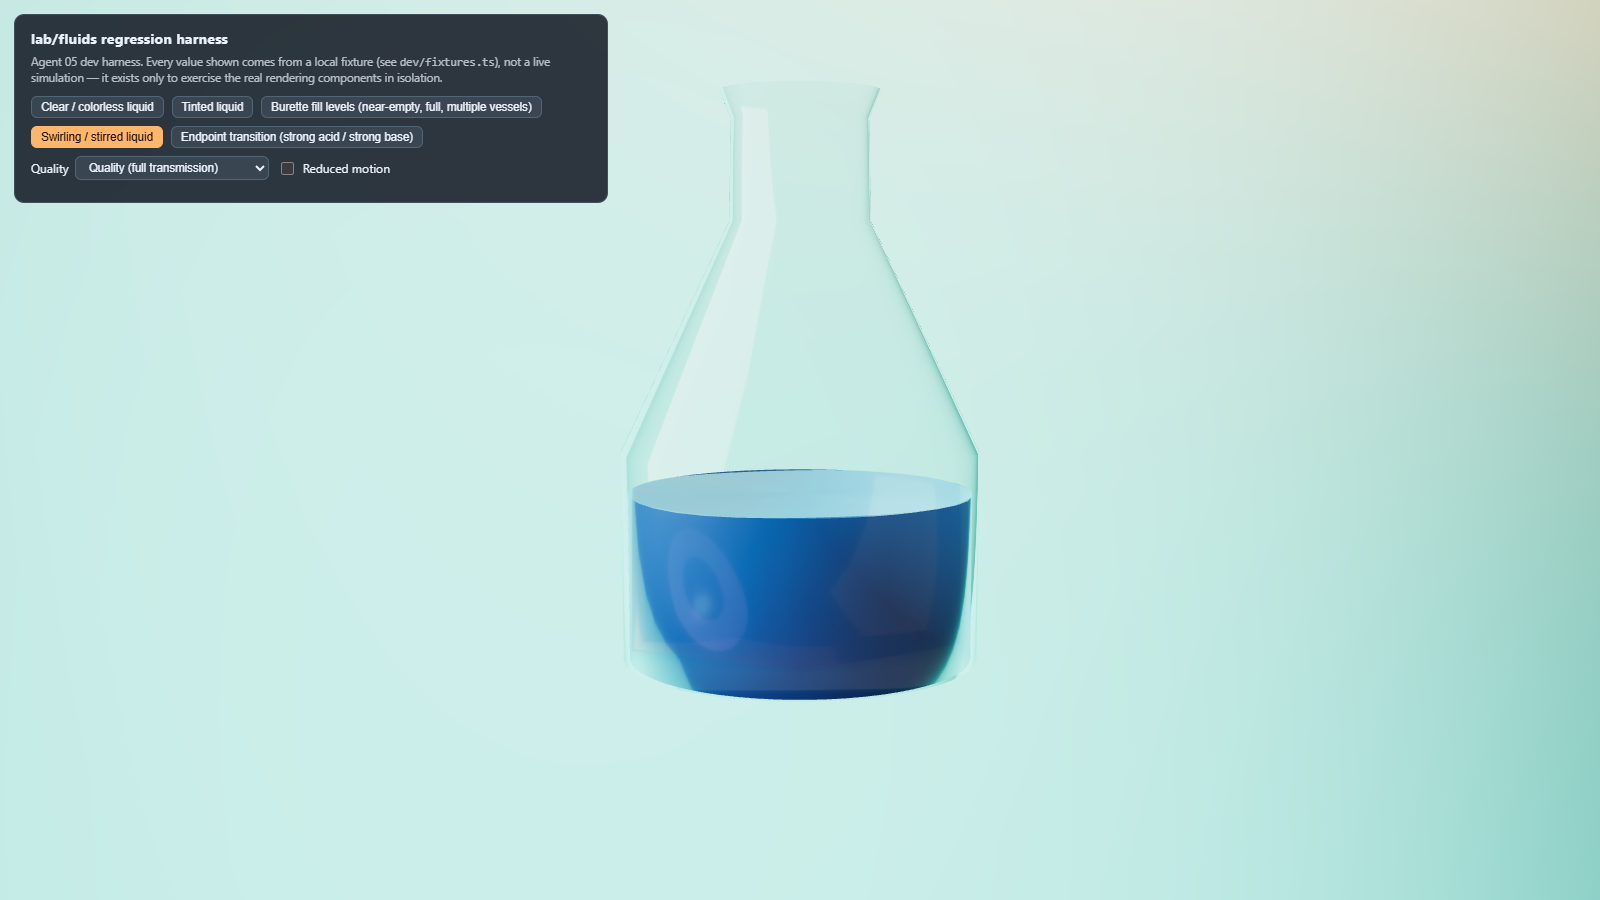 lab/fluids regression harness
Agent 05 dev harness. Every value shown comes from a local fixture (see dev/fixtures.ts), not a live
simulation — it exists only to exercise the real rendering components in isolation.
Clear / colorless liquid Tinted liquid Burette fill levels (near-empty, full, multiple vessels)
Swirling / stirred liquid Endpoint transition (strong acid / strong base)
Quality Quality (full transmission) Reduced motion